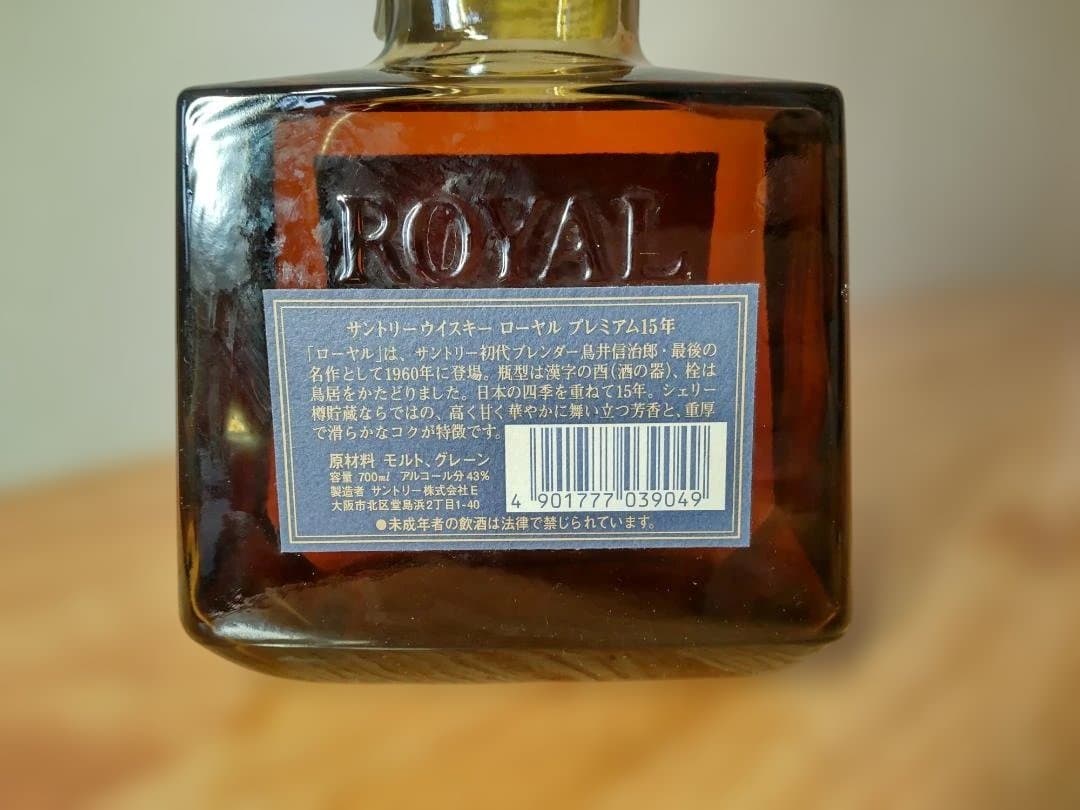 ROYAL
サントリーウイスキー ローヤル プレミアム15年
「ローヤル」は、サントリー初代ブレンダー鳥井信治郎・最後の
名作として1960年に登場。瓶型は漢字の酉(酒の器)、栓は
鳥居をかたどりました。日本の四季を重ねて15年。シェリー
樽貯蔵ならではの、高く甘く華やかに舞い立つ芳香と、重厚
で滑らかなコクが特徴です。
原材料 モルト、グレーン
容量 700ml アルコール分 43%
製造者 サントリー株式会社E
大阪市北区堂島浜2丁目1-40
4 901777 039049
●未成年者の飲酒は法律で禁じられています。